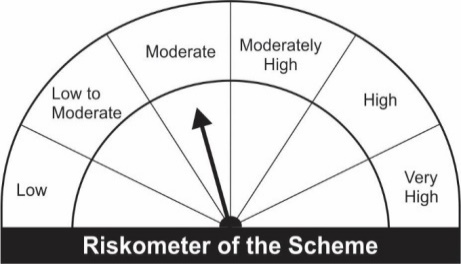 Low
Low to
Moderate
Moderate
Moderately
High
High
Very
High
Riskometer of the Scheme